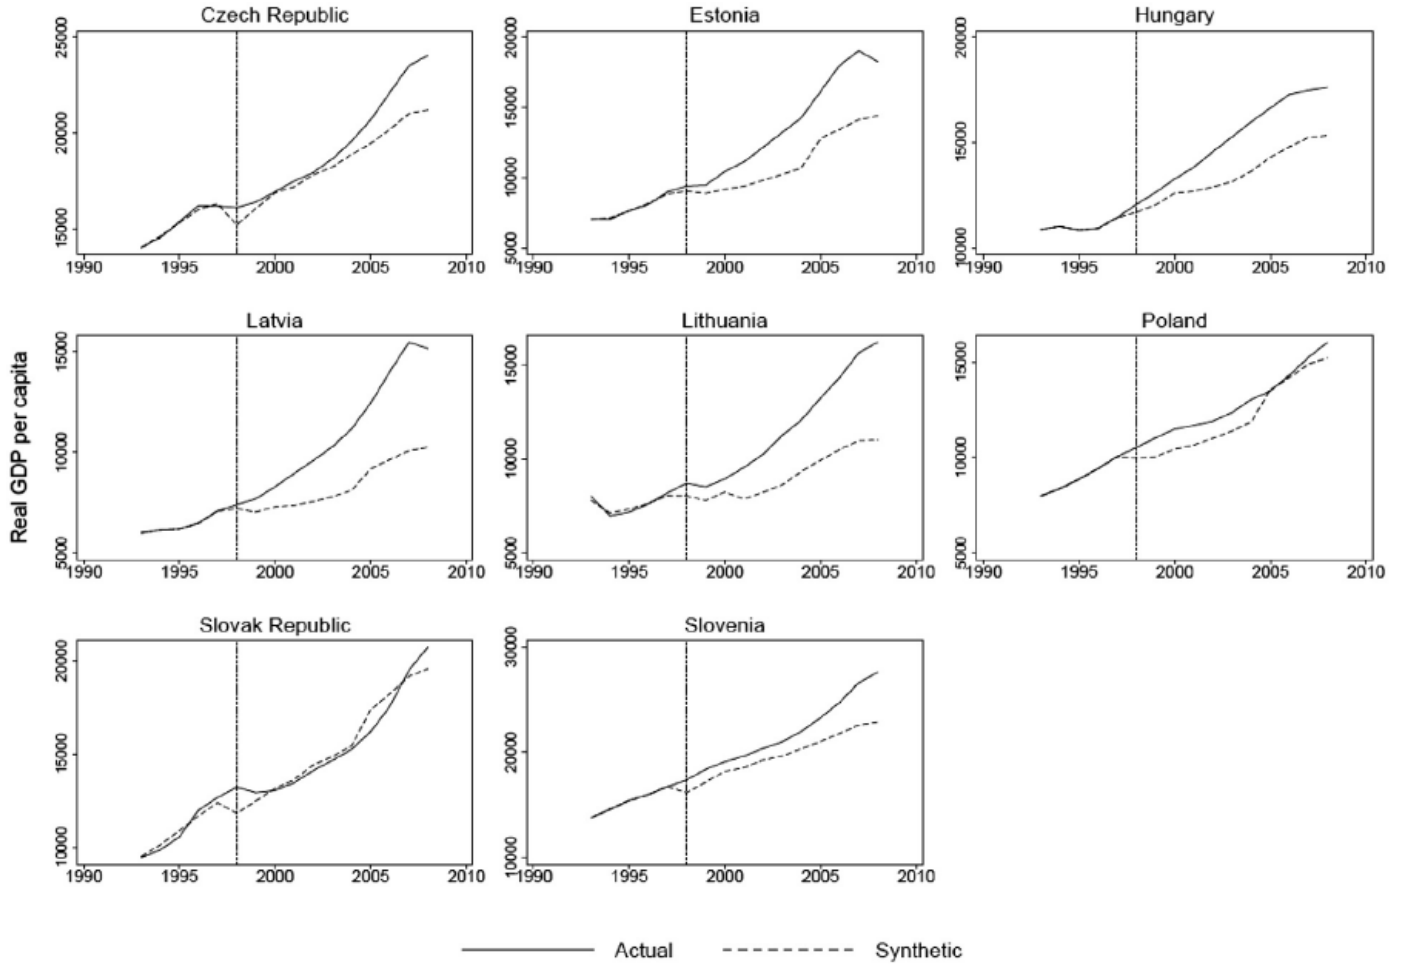 Czech Republic
Estonia
Hungary
25000
20000
15000
1990 1995 2000 2005 2010
20000
15000
10000
5000
1990 1995 2000 2005 2010
20000
15000
10000
1990 1995 2000 2005 2010
Real GDP per capita
Latvia
Lithuania
Poland
15000
10000
5000
1990 1995 2000 2005 2010
15000
10000
5000
1990 1995 2000 2005 2010
15000
10000
5000
1990 1995 2000 2005 2010
Slovak Republic
Slovenia
20000
15000
10000
1990 1995 2000 2005 2010
30000
20000
10000
1990 1995 2000 2005 2010
Actual Synthetic